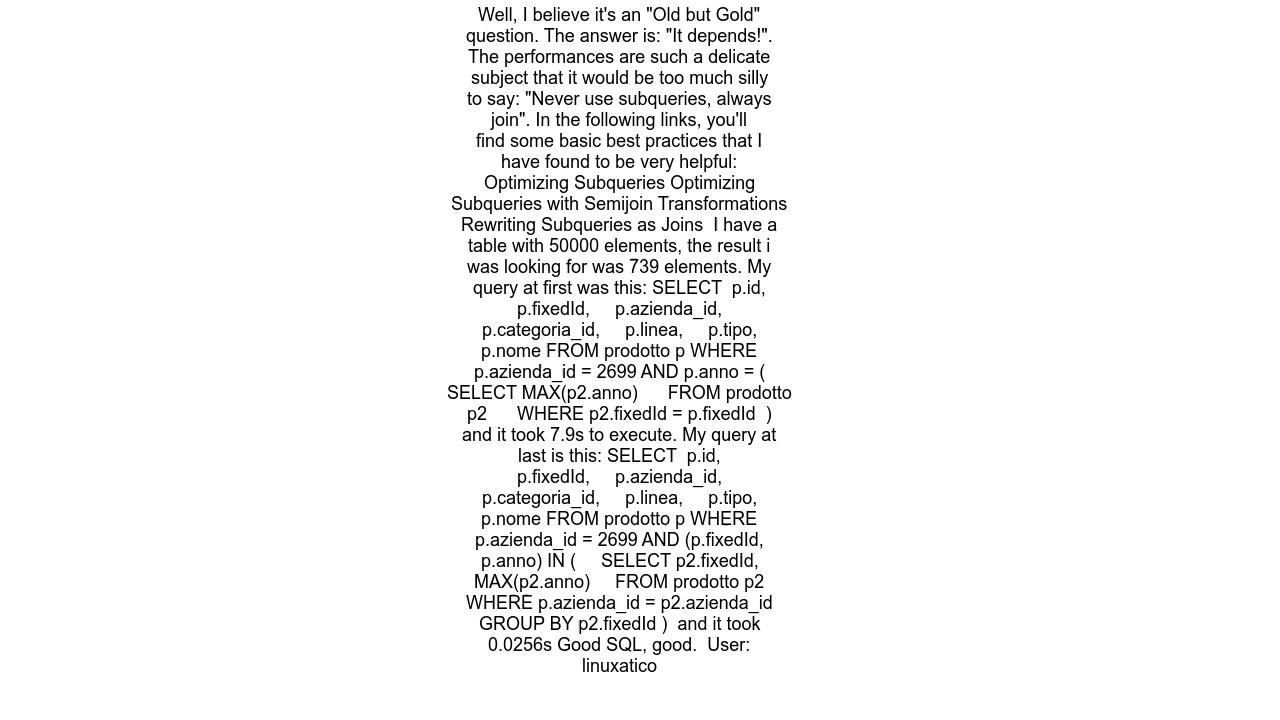 Well, I believe it's an "Old but Gold"
question. The answer is: "It depends!".
The performances are such a delicate
subject that it would be too much silly
to say: "Never use subqueries, always
join". In the following links, you'll
find some basic best practices that I
have found to be very helpful:
Optimizing Subqueries Optimizing
Subqueries with Semijoin Transformations
Rewriting Subqueries as Joins  I have a
table with 50000 elements, the result i
was looking for was 739 elements. My
query at first was this: SELECT  p.id,
p.fixedId,     p.azienda_id,
p.categoria_id,     p.linea,     p.tipo,
p.nome FROM prodotto p WHERE
p.azienda_id = 2699 AND p.anno = (
SELECT MAX(p2.anno)      FROM prodotto
p2      WHERE p2.fixedId = p.fixedId  )
and it took 7.9s to execute. My query at
last is this: SELECT  p.id,
p.fixedId,     p.azienda_id,
p.categoria_id,     p.linea,     p.tipo,
p.nome FROM prodotto p WHERE
p.azienda_id = 2699 AND (p.fixedId,
p.anno) IN (     SELECT p2.fixedId,
MAX(p2.anno)     FROM prodotto p2
WHERE p.azienda_id = p2.azienda_id
GROUP BY p2.fixedId )  and it took
0.0256s Good SQL, good.  User:
linuxatico